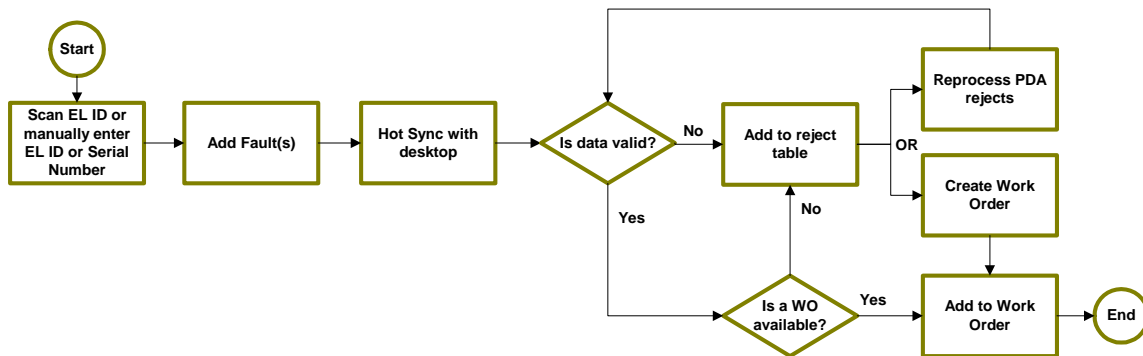 Start
Scan EL ID or
manually enter
EL ID or Serial
Number
Add Fault(s)
Hot Sync with
desktop
Is data valid?
No
Yes
Add to reject
table
OR
Reprocess PDA
rejects
Create Work
Order
No
Is a WO
available?
Yes
Add to Work
Order
End